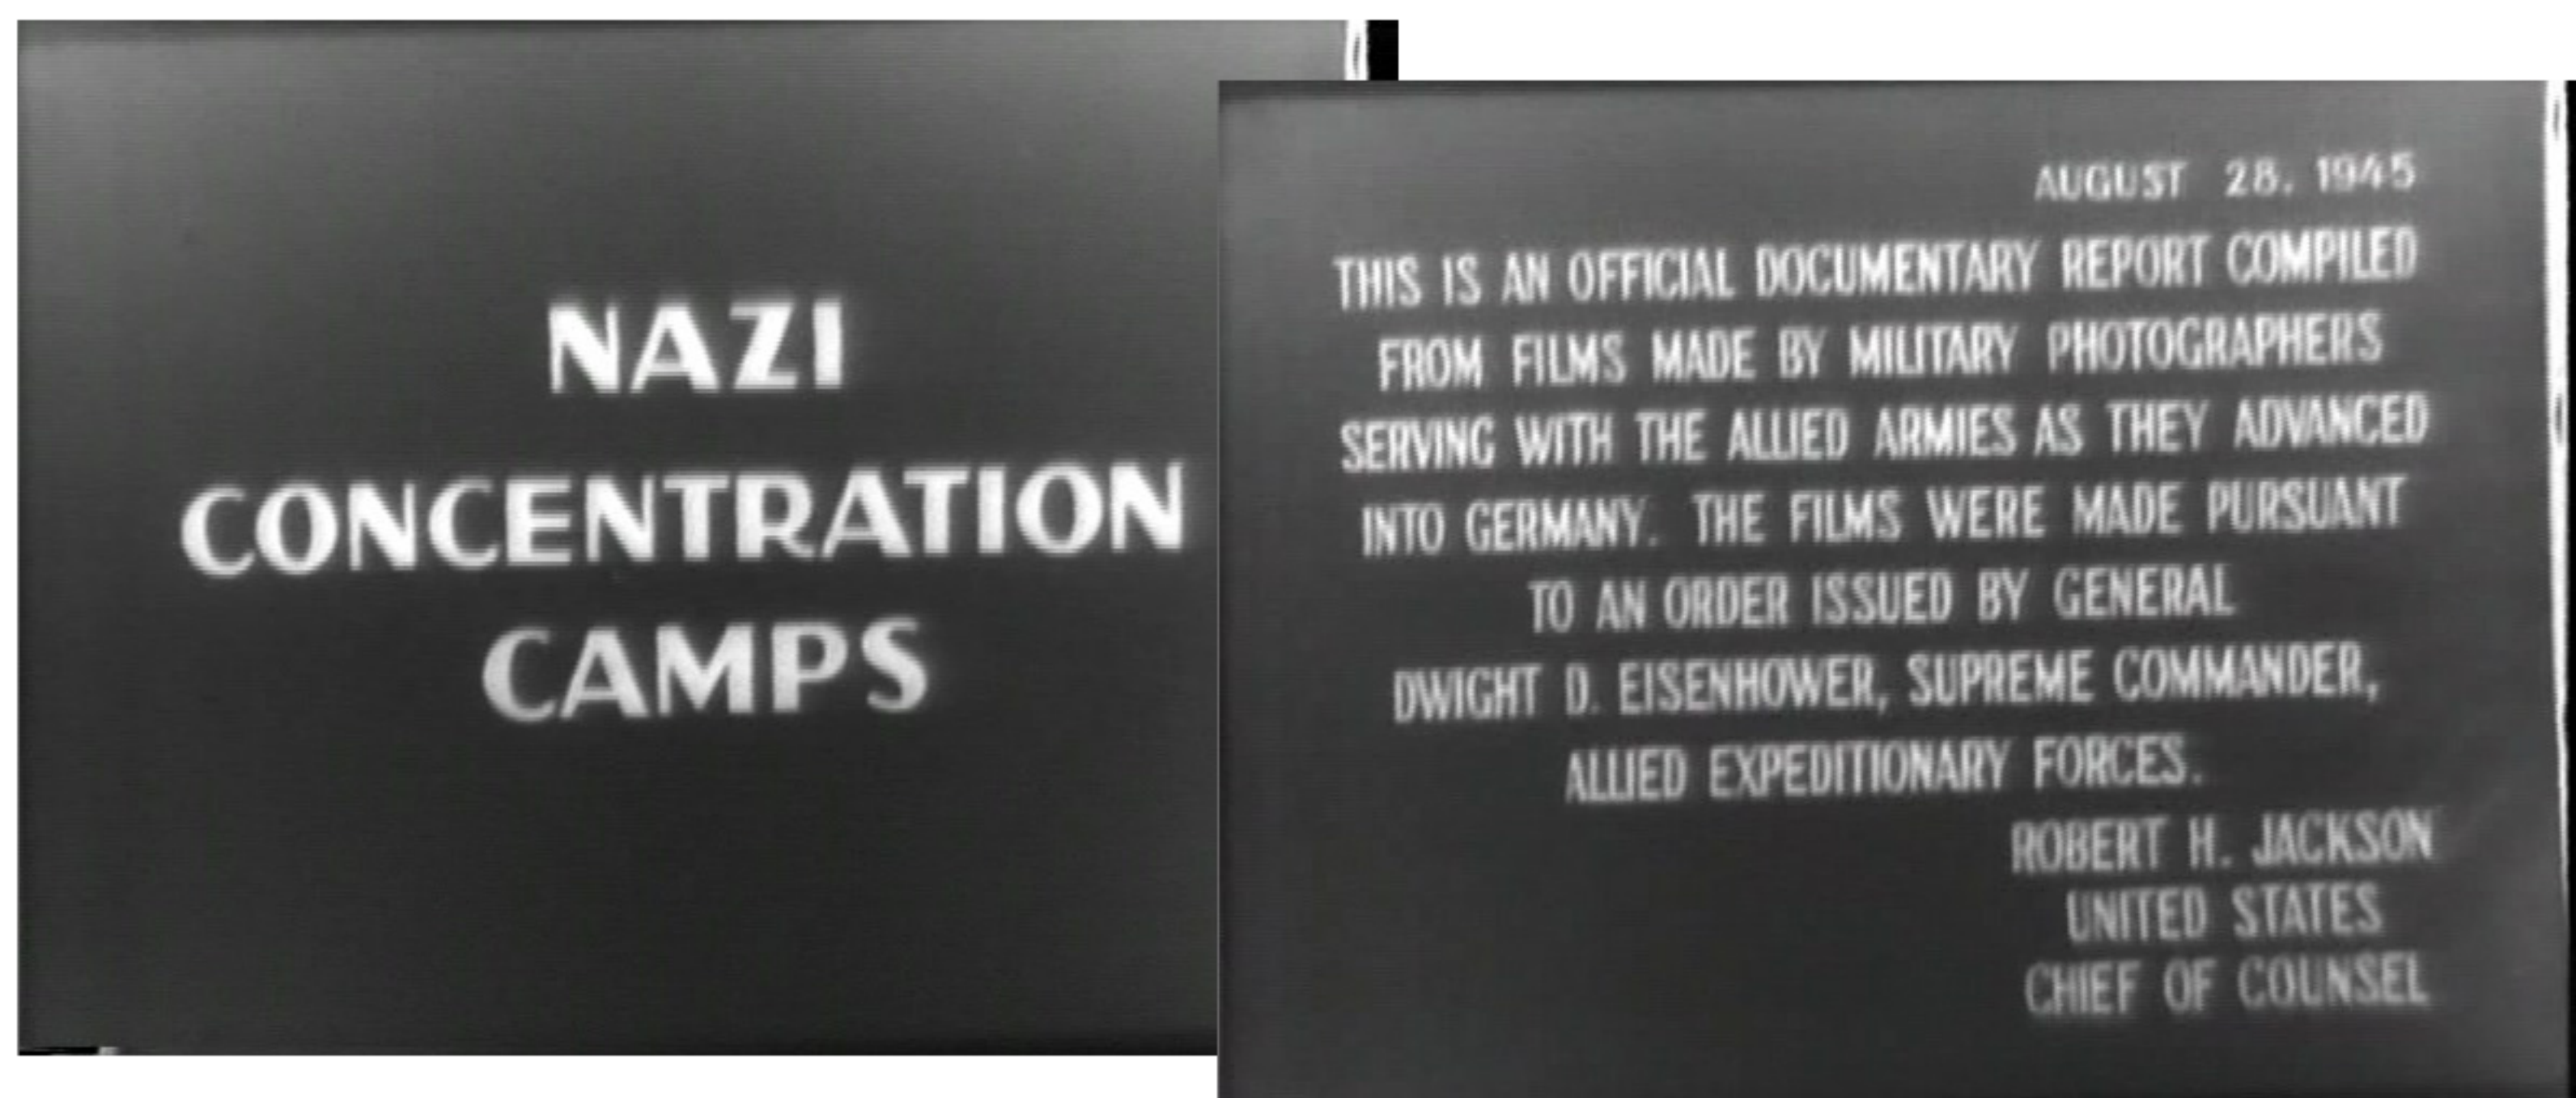 NAZI
CONCENTRATION
CAMPS
AUGUST 28. 1945
THIS IS AN OFFICIAL DOCUMENTARY REPORT COMPILED
FROM FILMS MADE BY MILITARY PHOTOGRAPHERS
SERVING WITH THE ALLIED ARMIES AS THEY ADVANCED
INTO GERMANY. THE FILMS WERE MADE PURSUANT
TO AN ORDER ISSUED BY GENERAL
DWIGHT D. EISENHOWER, SUPREME COMMANDER,
ALLIED EXPEDITIONARY FORCES.
ROBERT H. JACKSON
UNITED STATES
CHIEF OF COUNSEL